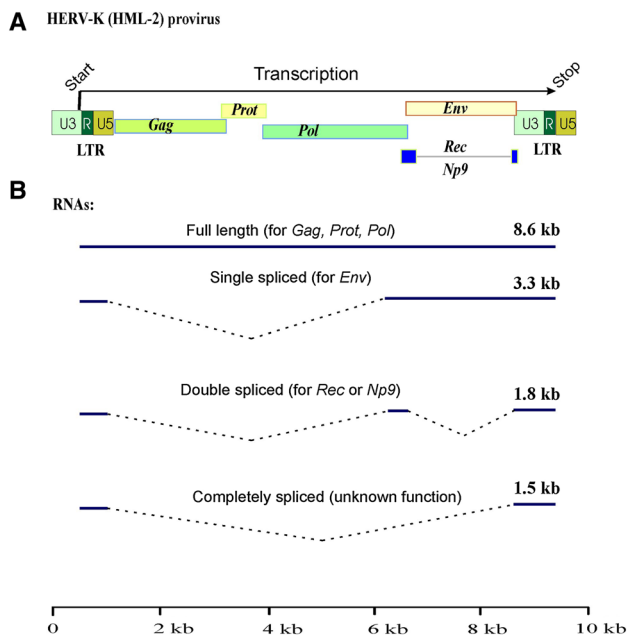 A HERV-K (HML-2) provirus
Start
Transcription
Stop
Prot
Env
U3 R U5
Gag
Pol
U3 R U5
LTR
Rec
LTR
Np9
B
RNAs:
Full length (for Gag, Prot, Pol) 8.6 kb
Single spliced (for Env) 3.3 kb
Double spliced (for Rec or Np9) 1.8 kb
Completely spliced (unknown function) 1.5 kb
0 2 kb 4 kb 6 kb 8 kb 10 kb